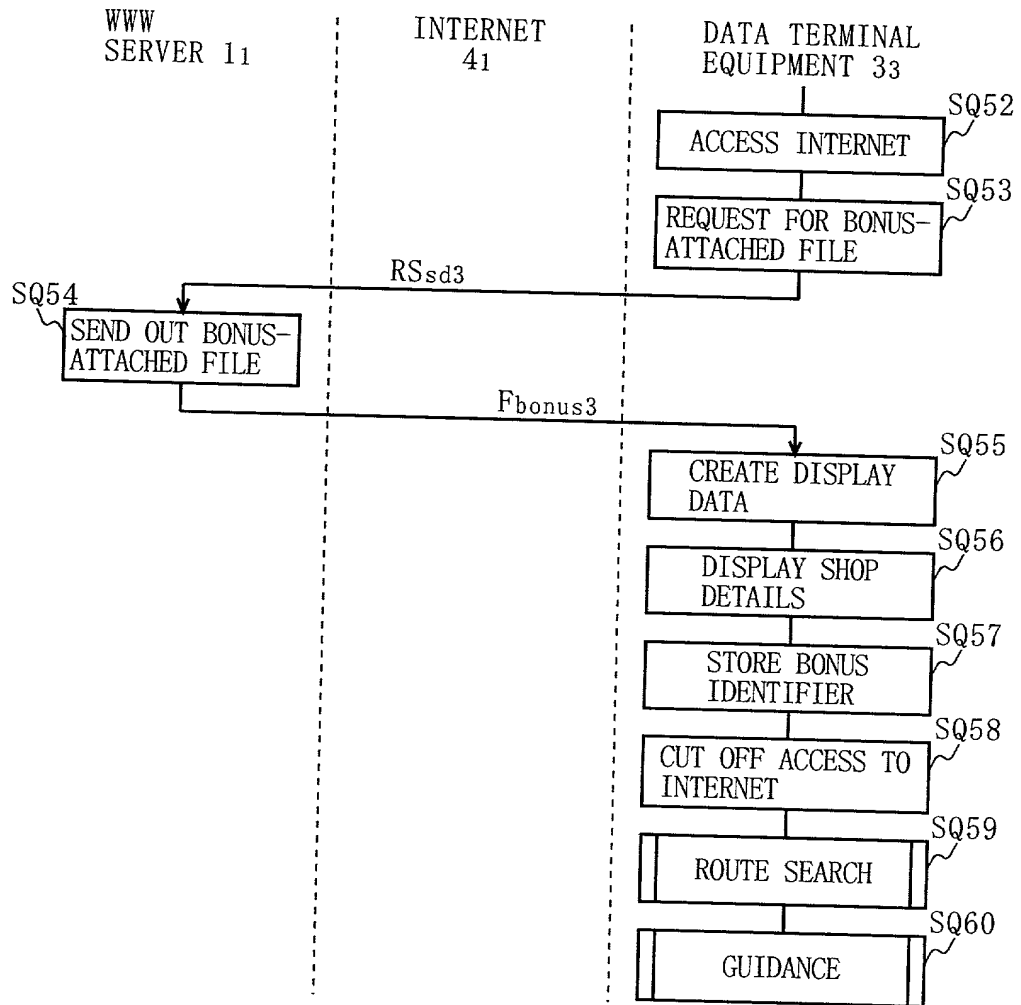 WWW
SERVER 11
INTERNET
41
DATA TERMINAL
EQUIPMENT 33
SQ52
ACCESS INTERNET
SQ53
REQUEST FOR BONUS-
ATTACHED FILE
RSsd3
SQ54
SEND OUT BONUS-
ATTACHED FILE
Fbonus3
SQ55
CREATE DISPLAY
DATA
SQ56
DISPLAY SHOP
DETAILS
SQ57
STORE BONUS
IDENTIFIER
SQ58
CUT OFF ACCESS TO
INTERNET
SQ59
ROUTE SEARCH
SQ60
GUIDANCE